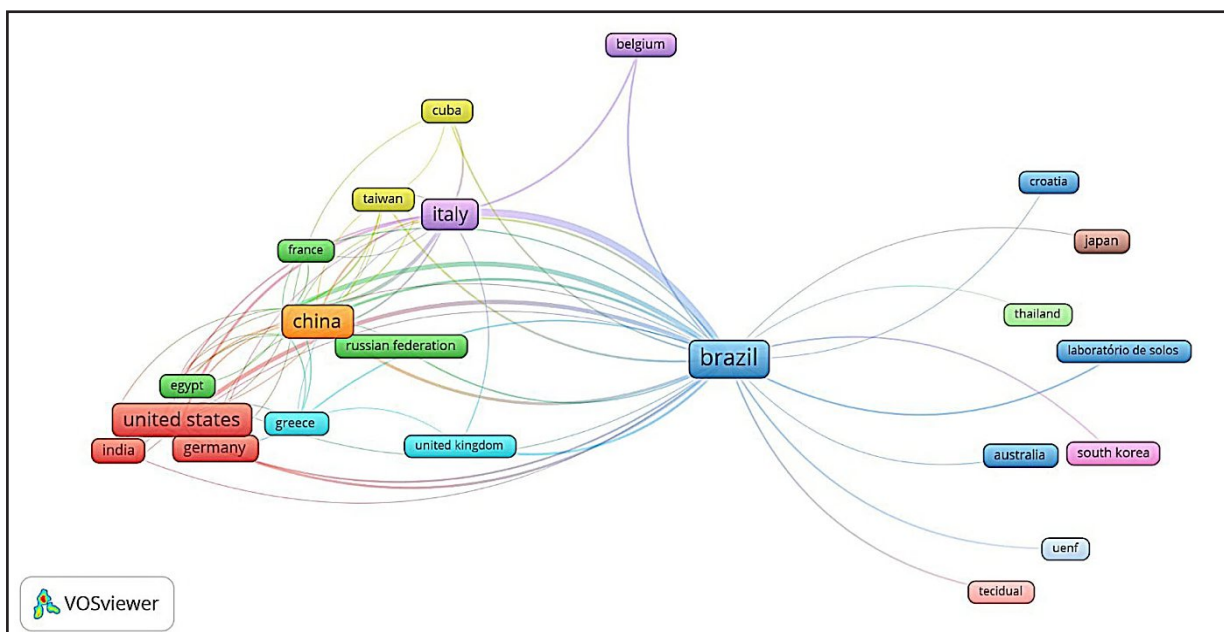 belgium
cuba
croatia
taiwan
italy
japan
france
thailand
china
russian federation
brazil
laboratório de solos
egypt
united states
greece
india
germany
united kingdom
australia
south korea
uenf
tecidual
VOSviewer